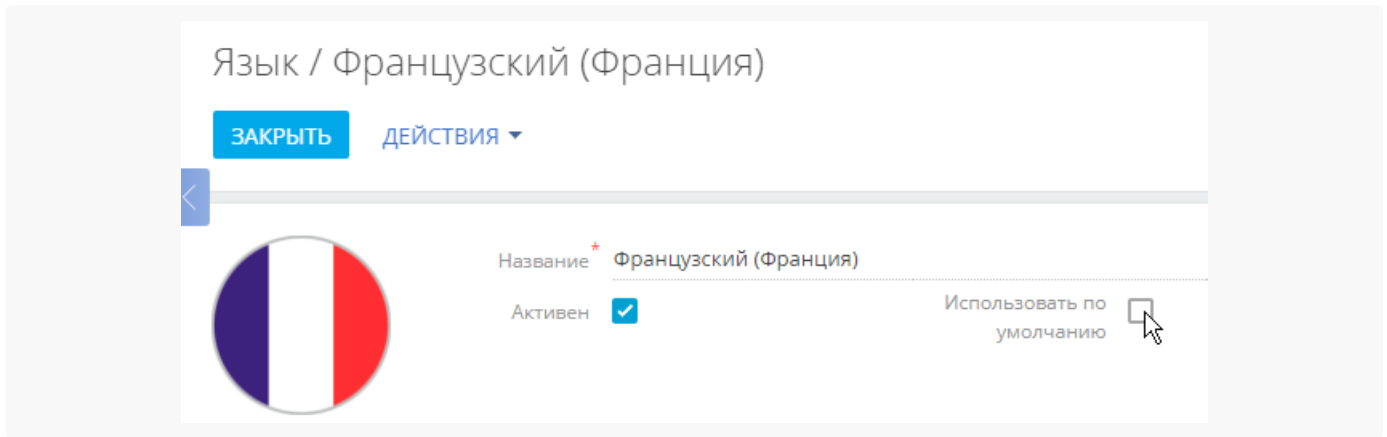 Язык / Французский (Франция)
ЗАКРЫТЬ ДЕЙСТВИЯ
Название* Французский (Франция)
Активен Использовать по
умолчанию